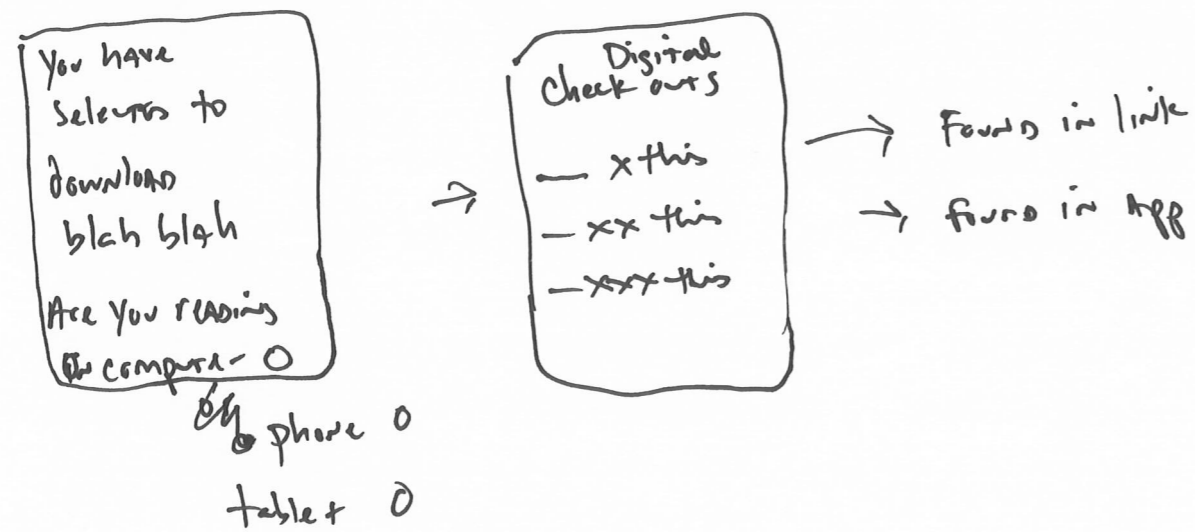 You have
Selected to
download
blah blah
Are you reading
on computer O
phone O
tablet O
Digital
Check outs
_ x this
_ xx this
_ xxx this
Found in link
found in App